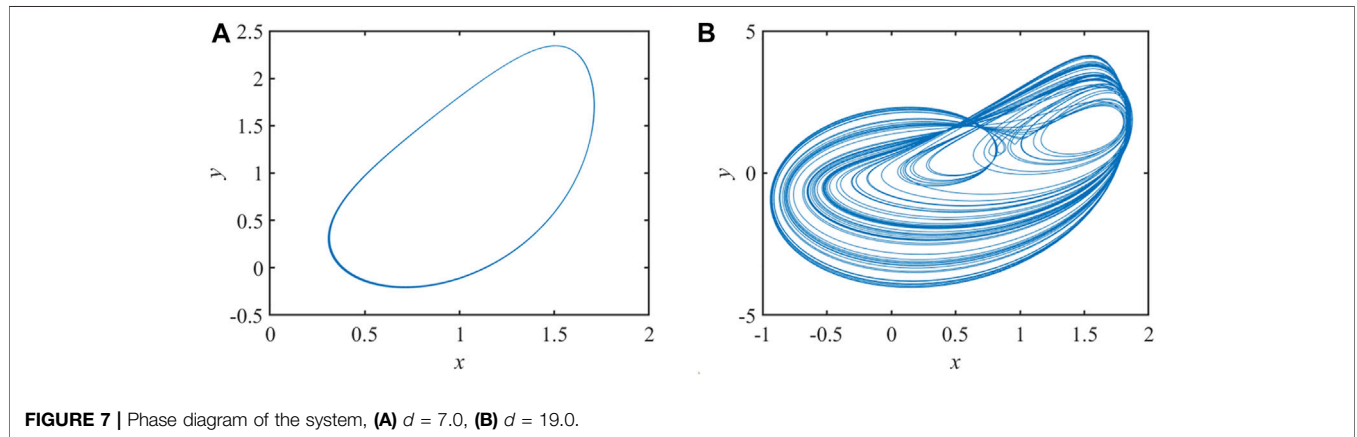 A
2.5
2
1.5
1
0.5
0
-0.5
y
0 0.5 1 1.5 2
x
B
5
0
-5
y
-1 -0.5 0 0.5 1 1.5 2
x
FIGURE 7 | Phase diagram of the system, (A) d = 7.0, (B) d = 19.0.